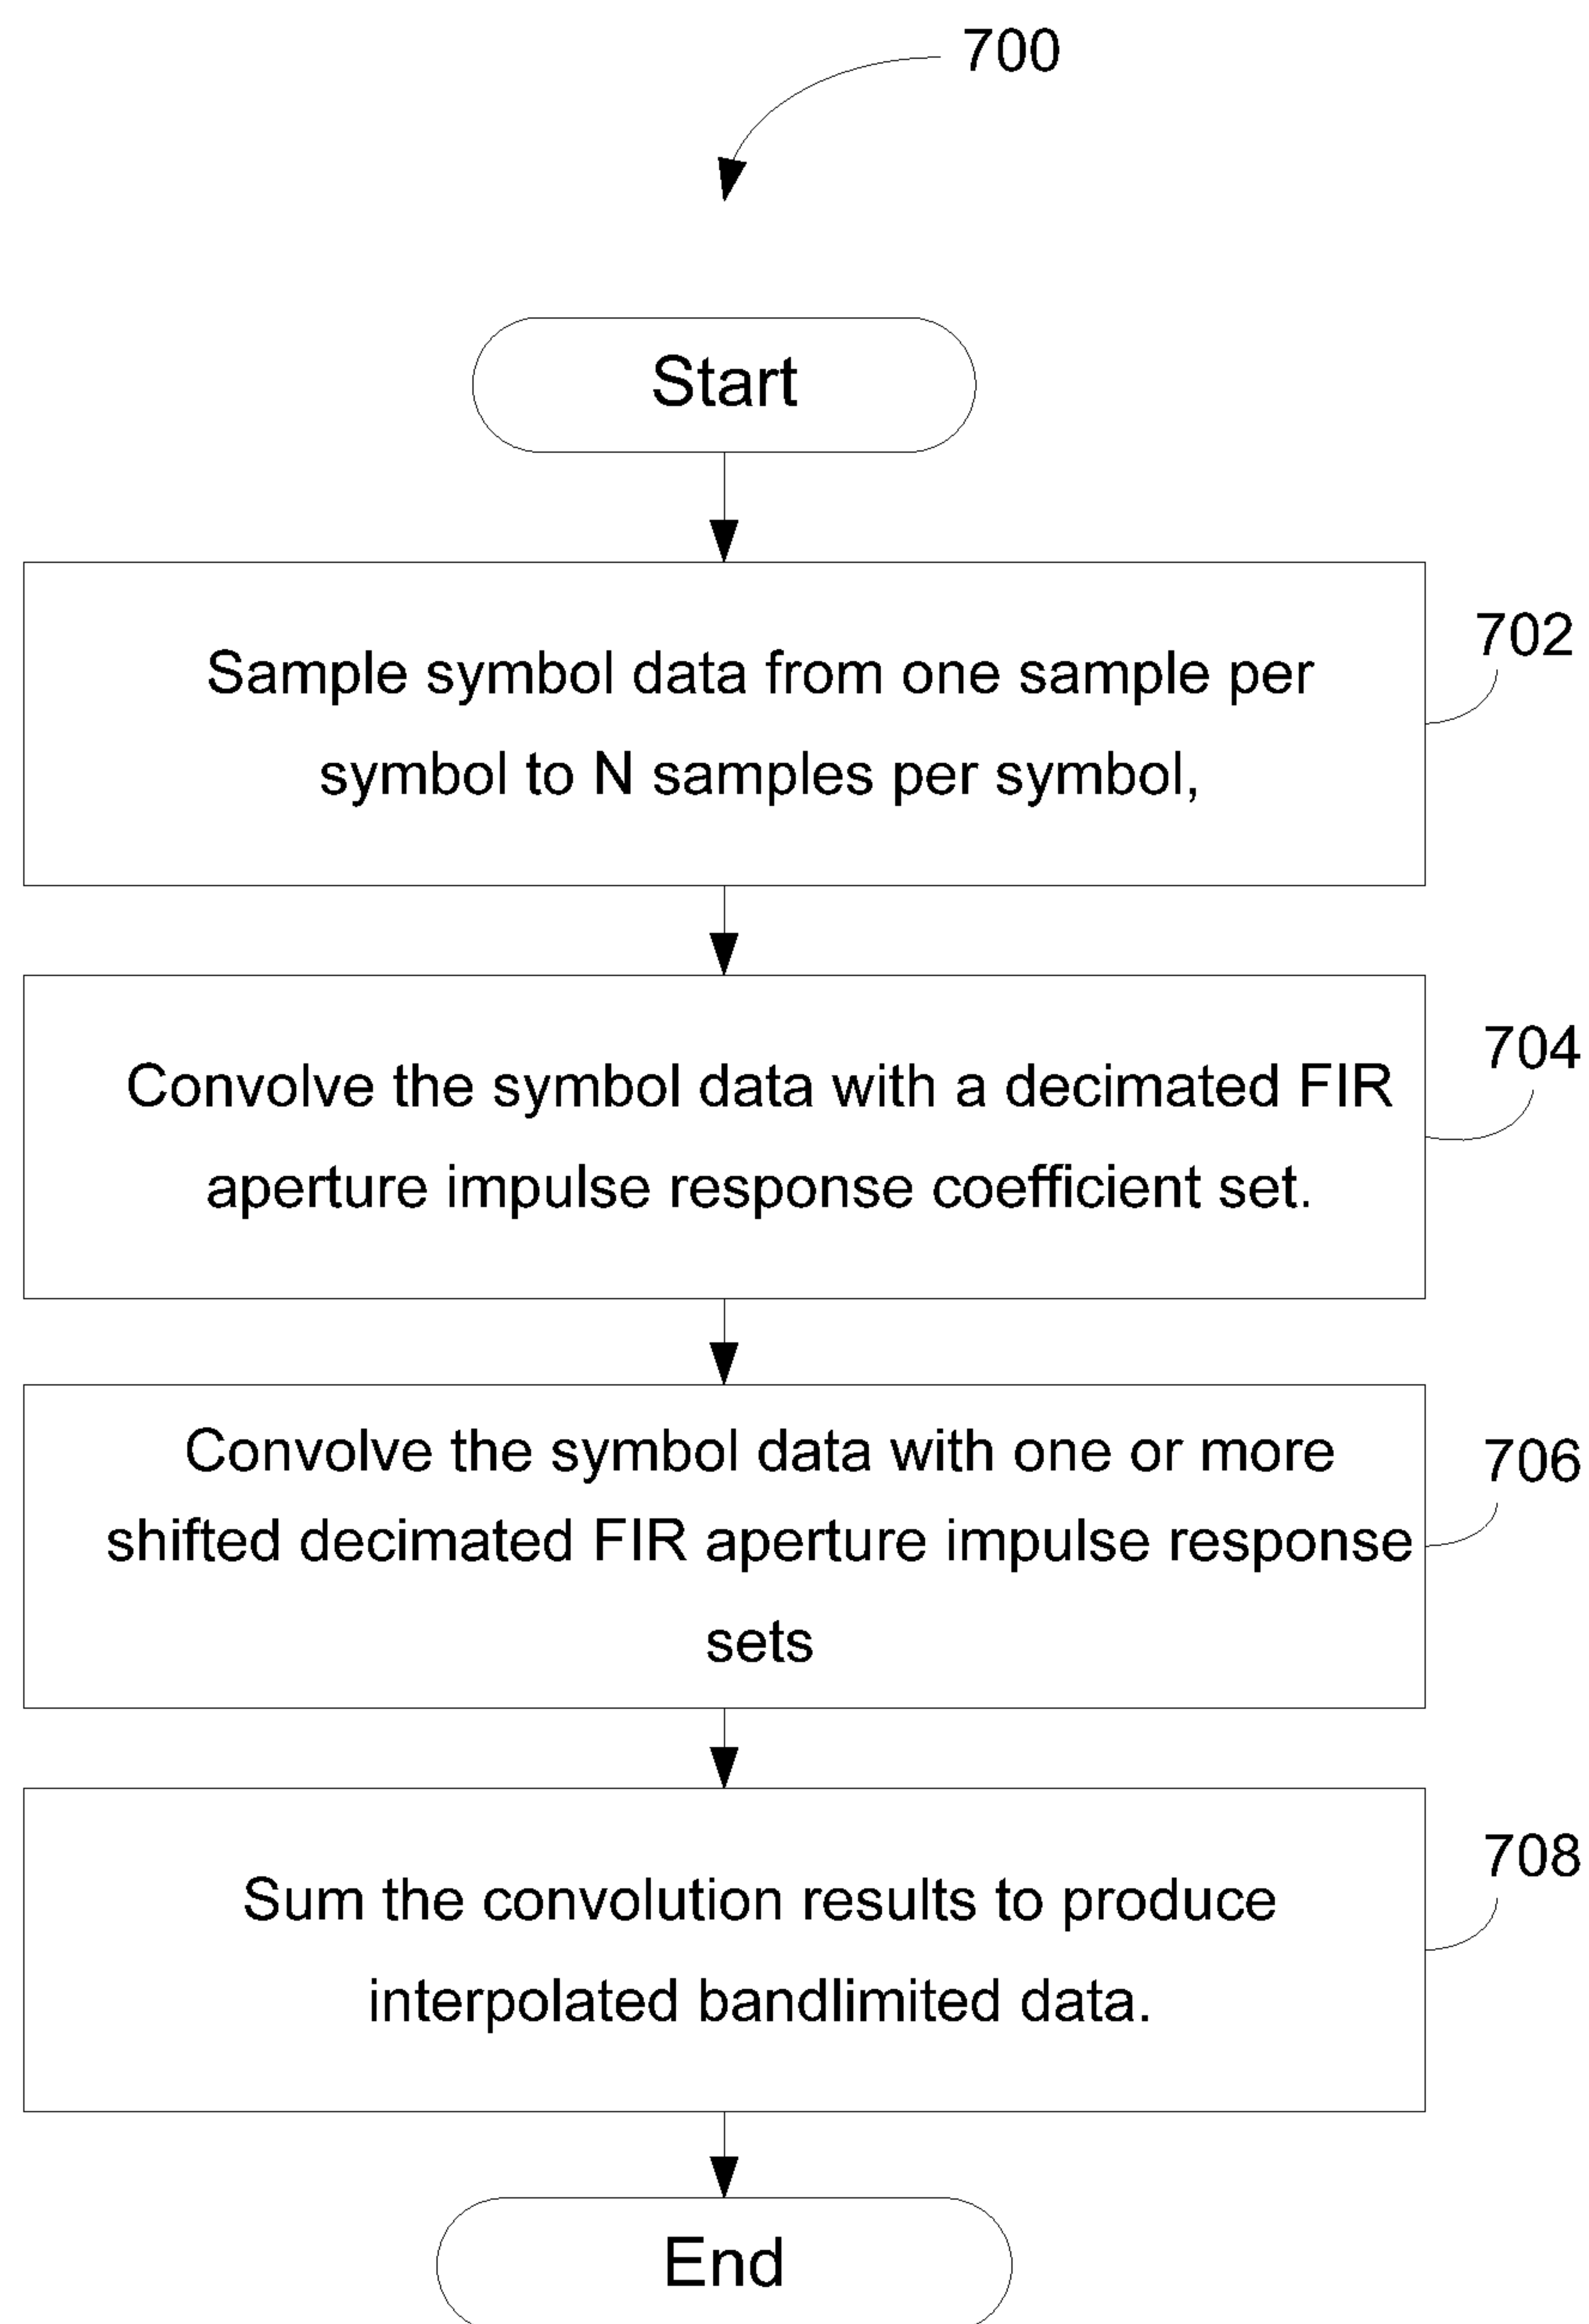 700
Start
Sample symbol data from one sample per
symbol to N samples per symbol,
702
Convolve the symbol data with a decimated FIR
aperture impulse response coefficient set.
704
Convolve the symbol data with one or more
shifted decimated FIR aperture impulse response
sets
706
Sum the convolution results to produce
interpolated bandlimited data.
708
End